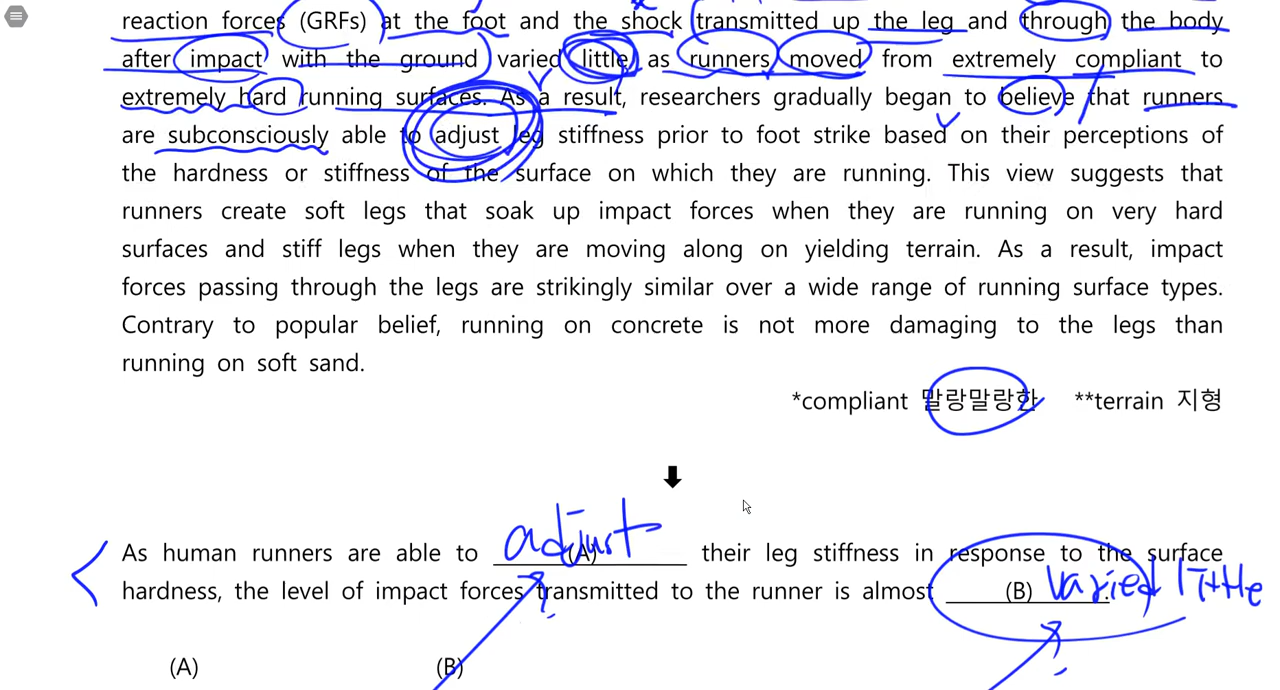 reaction forces (GRFs) at the foot and the shock transmitted up the leg and through the body
after impact with the ground varied little as runners moved from extremely compliant to
extremely hard running surfaces. As a result, researchers gradually began to believe that runners
are subconsciously able to adjust leg stiffness prior to foot strike based on their perceptions of
the hardness or stiffness of the surface on which they are running. This view suggests that
runners create soft legs that soak up impact forces when they are running on very hard
surfaces and stiff legs when they are moving along on yielding terrain. As a result, impact
forces passing through the legs are strikingly similar over a wide range of running surface types.
Contrary to popular belief, running on concrete is not more damaging to the legs than
running on soft sand.
*compliant 말랑말랑한 **terrain 지형
adjust
As human runners are able to (A) their leg stiffness in response to the surface
hardness, the level of impact forces transmitted to the runner is almost (B) varied little
(A) (B)